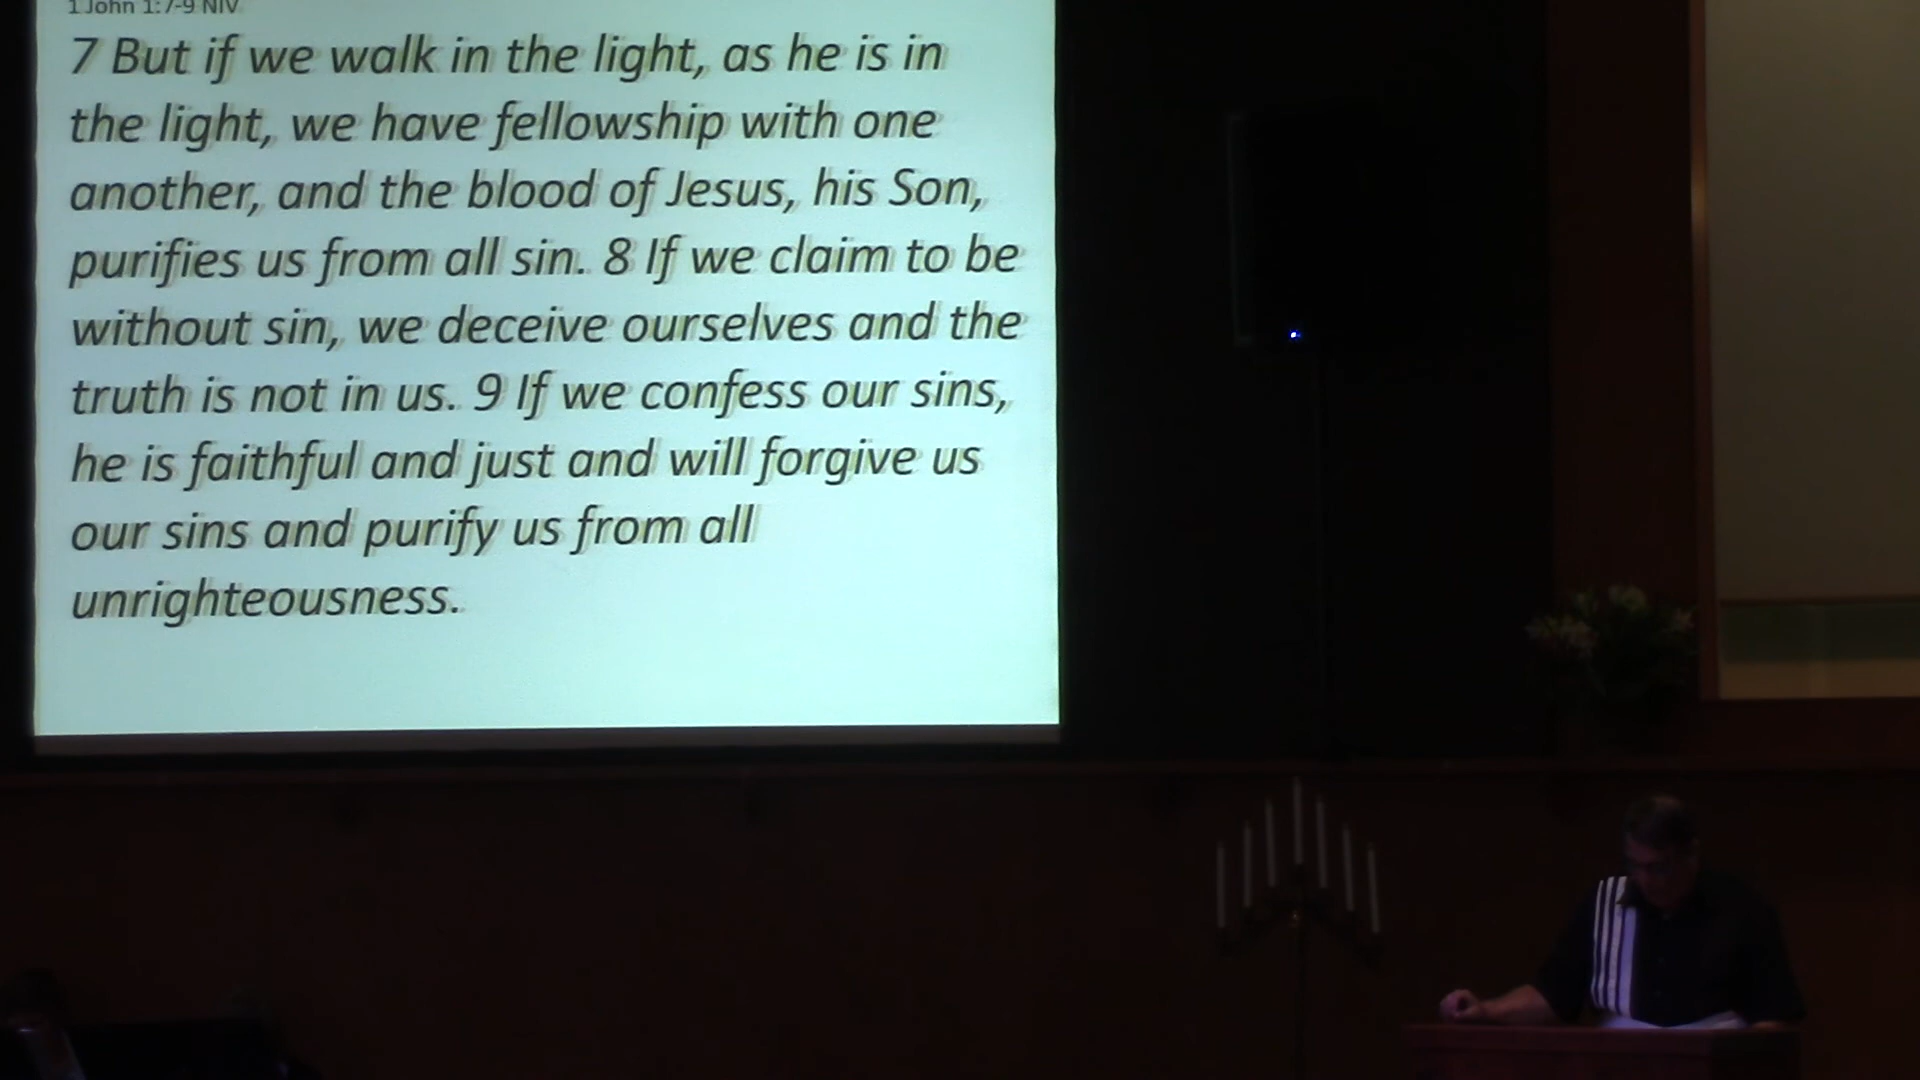 1 John 1:7-9 NIV
7 But if we walk in the light, as he is in
the light, we have fellowship with one
another, and the blood of Jesus, his Son,
purifies us from all sin. 8 If we claim to be
without sin, we deceive ourselves and the
truth is not in us. 9 If we confess our sins,
he is faithful and just and will forgive us
our sins and purify us from all
unrighteousness.